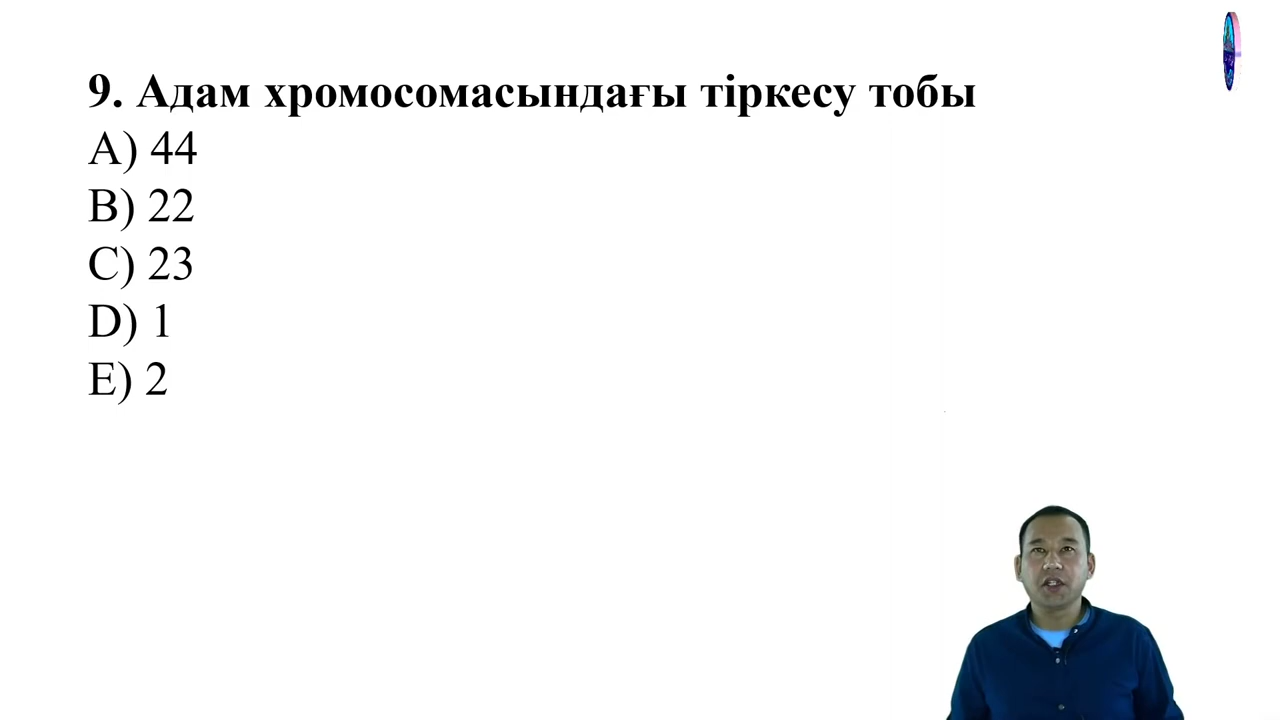 9. Адам хромосомасындағы тіркесу тобы
A) 44
B) 22
C) 23
D) 1
E) 2